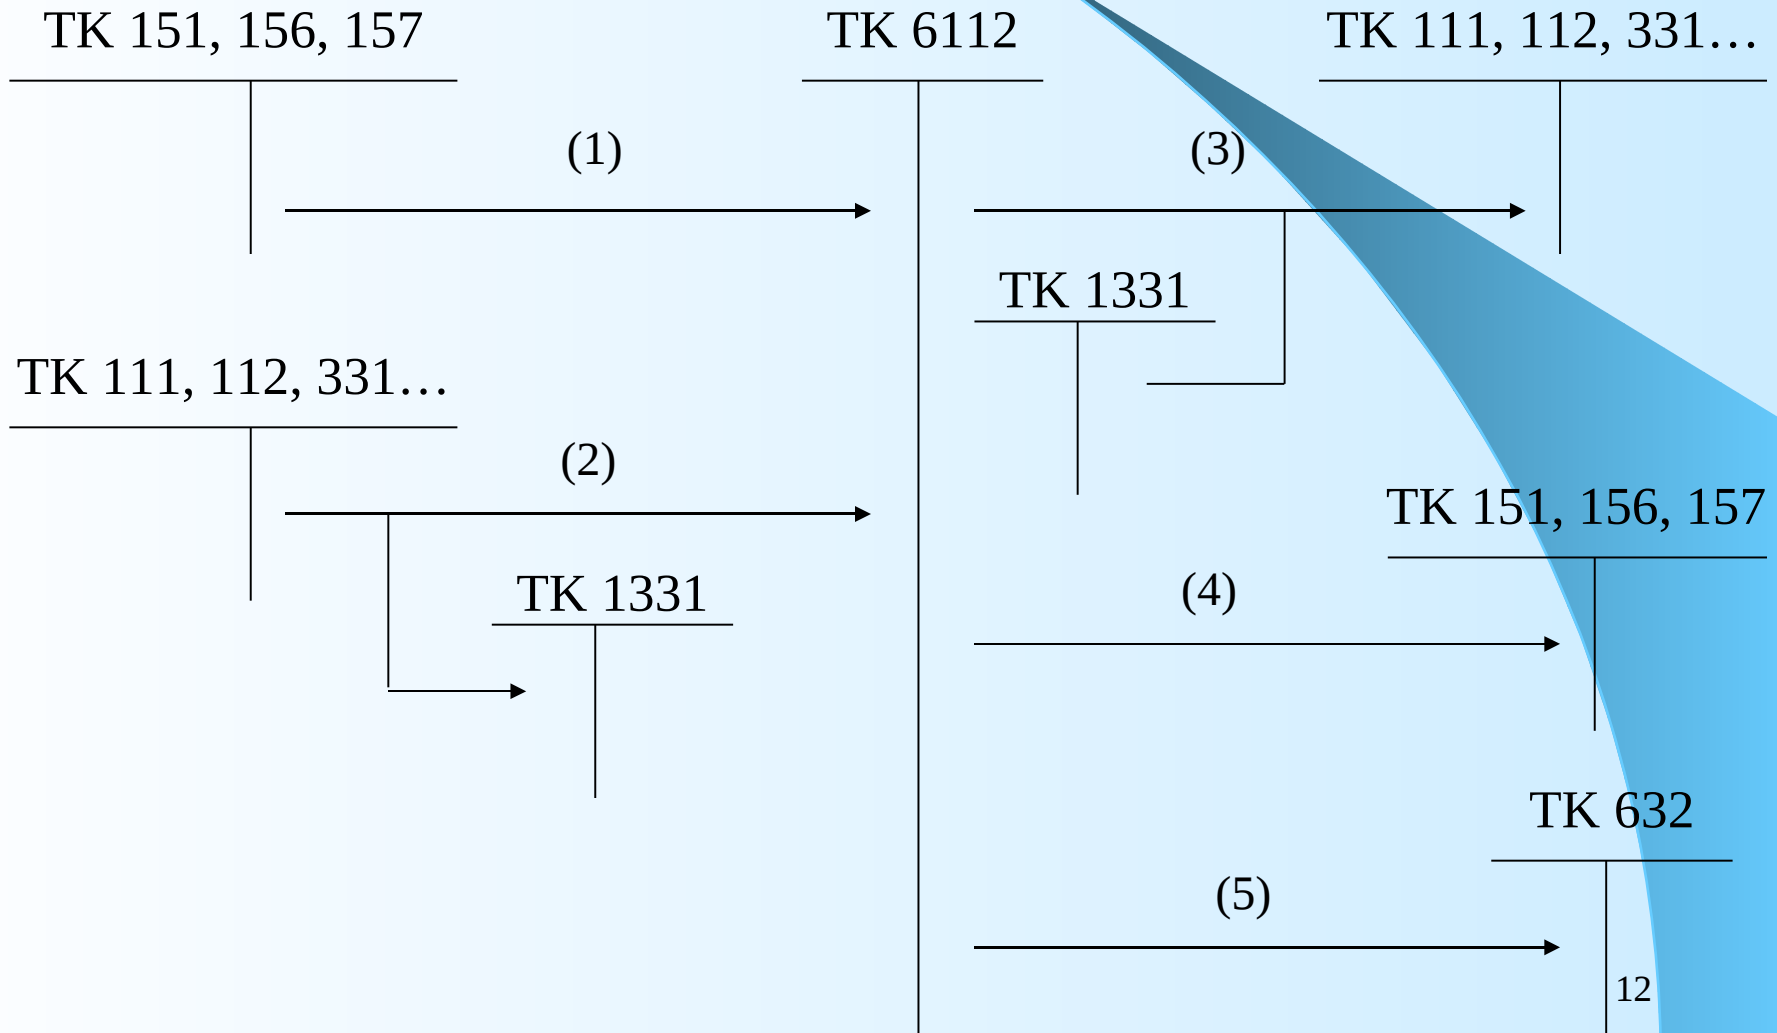 TK 151, 156, 157
TK 6112
TK 111, 112, 331…
(1)
(3)
TK 1331
TK 111, 112, 331…
(2)
TK 151, 156, 157
TK 1331
(4)
TK 632
(5)
12